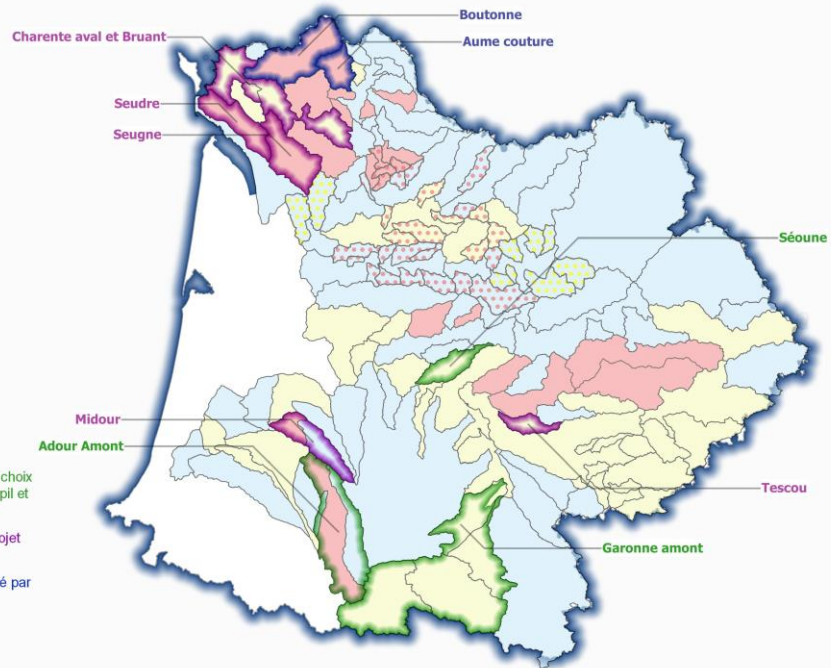 Boutonne
Charente aval et Bruant
Aume couture
Seudre
Seugne
Séoune
Midour
Adour Amont
choix
pil et
Tescou
ojet
Garonne amont
é par